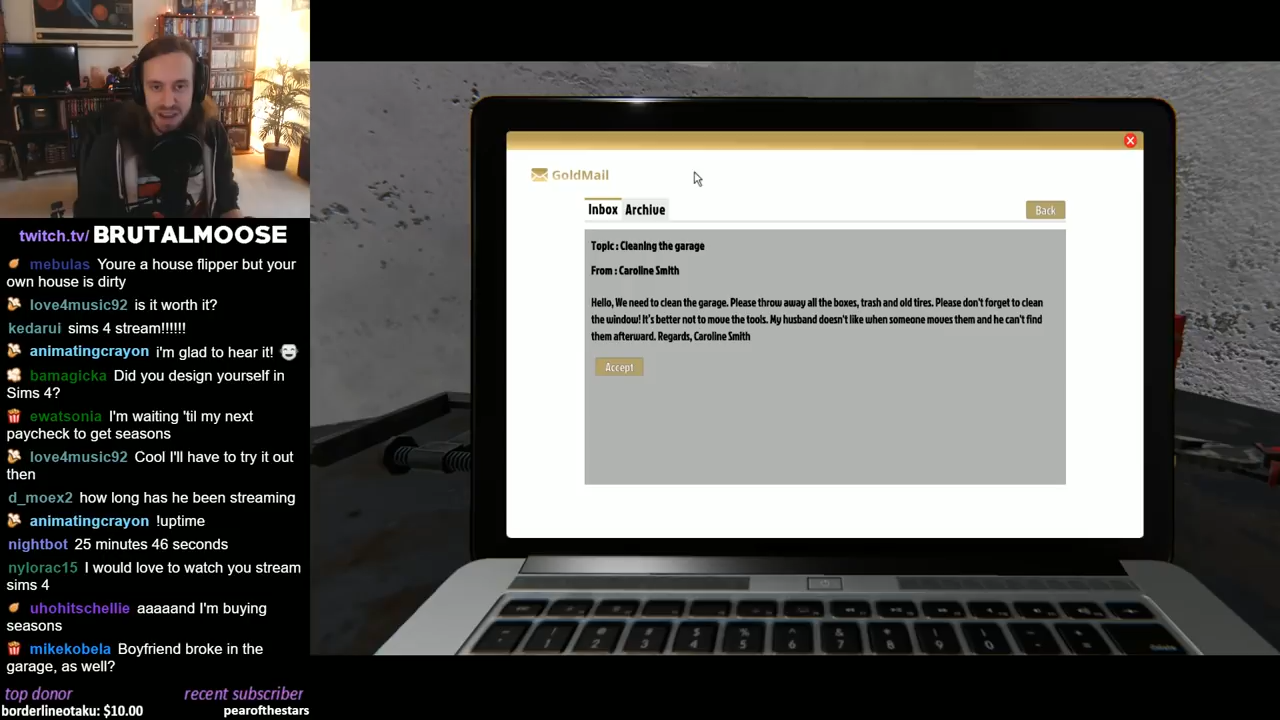 twitch.tv/ BRUTALMOOSE
mebulas Youre a house flipper but your
own house is dirty
love4music92 is it worth it?
kedarui sims 4 stream!!!!!!
animatingcrayon i'm glad to hear it!
bamagicka Did you design yourself in
Sims 4?
ewatsonia I'm waiting 'til my next
paycheck to get seasons
love4music92 Cool I'll have to try it out
then
d_moex2 how long has he been streaming
animatingcrayon !uptime
nightbot 25 minutes 46 seconds
nylorac15 I would love to watch you stream
sims 4
uhohitschellie aaaaand I'm buying
seasons
mikekobela Boyfriend broke in the
garage, as well?
top donor
borderlineotaku: $10.00
recent subscriber
pearofthestars
GoldMail
Inbox Archive
Back
Topic : Cleaning the garage
From : Caroline Smith
Hello, We need to clean the garage. Please throw away all the boxes, trash and old tires. Please don't forget to clean
the window! It's better not to move the tools. My husband doesn't like when someone moves them and he can't find
them afterward. Regards, Caroline Smith
Accept